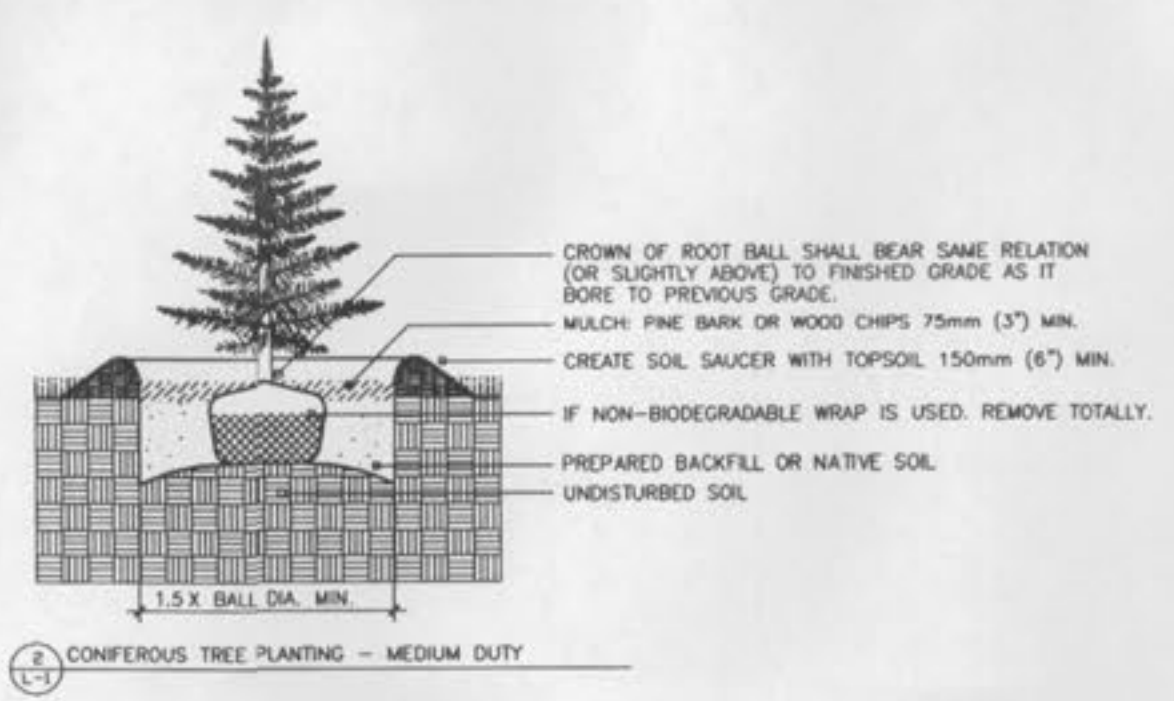 CROWN OF ROOT BALL SHALL BEAR SAME RELATION
(OR SLIGHTLY ABOVE) TO FINISHED GRADE AS IT
BORE TO PREVIOUS GRADE.
MULCH: PINE BARK OR WOOD CHIPS 75mm (3") MIN.
CREATE SOIL SAUCER WITH TOPSOIL 150mm (6") MIN.
IF NON-BIODEGRADABLE WRAP IS USED. REMOVE TOTALLY.
PREPARED BACKFILL OR NATIVE SOIL
UNDISTURBED SOIL
1.5 X BALL DIA. MIN.
2 CONIFEROUS TREE PLANTING - MEDIUM DUTY
L-1